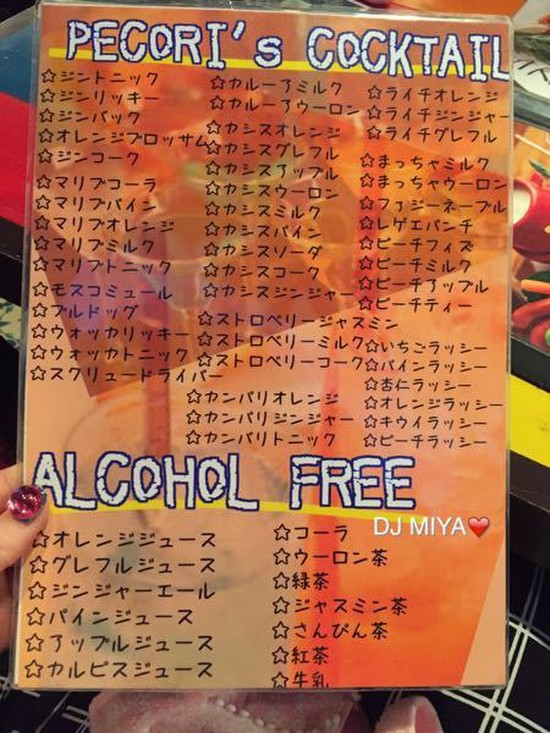 PECORI's COCKTAIL
☆ジントニック
☆ジンリッキー
☆ジンバック
☆オレンジブロッサム
☆ジンコーク
☆マリブコーラ
☆マリブパイン
☆マリブオレンジ
☆マリブミルク
☆マリブトニック
☆モスコミュール
☆ブルドッグ
☆ウォッカリッキー
☆ウォッカトニック
☆スクリュードライバー
☆カルーアミルク
☆カルーアウーロン
☆カシスオレンジ
☆カシスグレフル
☆カシスアップル
☆カシスウーロン
☆カシスミルク
☆カシスパイン
☆カシスソーダ
☆カシスコーク
☆カシスジンジャー
☆ストロベリージャスミン
☆ストロベリーミルク
☆ストロベリーコーク
☆カンパリオレンジ
☆カンパリジンジャー
☆カンパリトニック
☆ライチオレンジ
☆ライチジンジャー
☆ライチグレフル
☆まっちゃミルク
☆まっちゃウーロン
☆ファジーネーブル
☆レゲエパンチ
☆ピーチフィズ
☆ピーチミルク
☆ピーチアップル
☆ピーチティー
☆いちごラッシー
☆パインラッシー
☆杏仁ラッシー
☆オレンジラッシー
☆キウイラッシー
☆ピーチラッシー
ALCOHOL FREE
DJ MIYA❤
☆オレンジジュース
☆グレフルジュース
☆ジンジャーエール
☆パインジュース
☆アップルジュース
☆カルピスジュース
☆コーラ
☆ウーロン茶
☆緑茶
☆ジャスミン茶
☆さんぴん茶
☆紅茶
☆牛乳